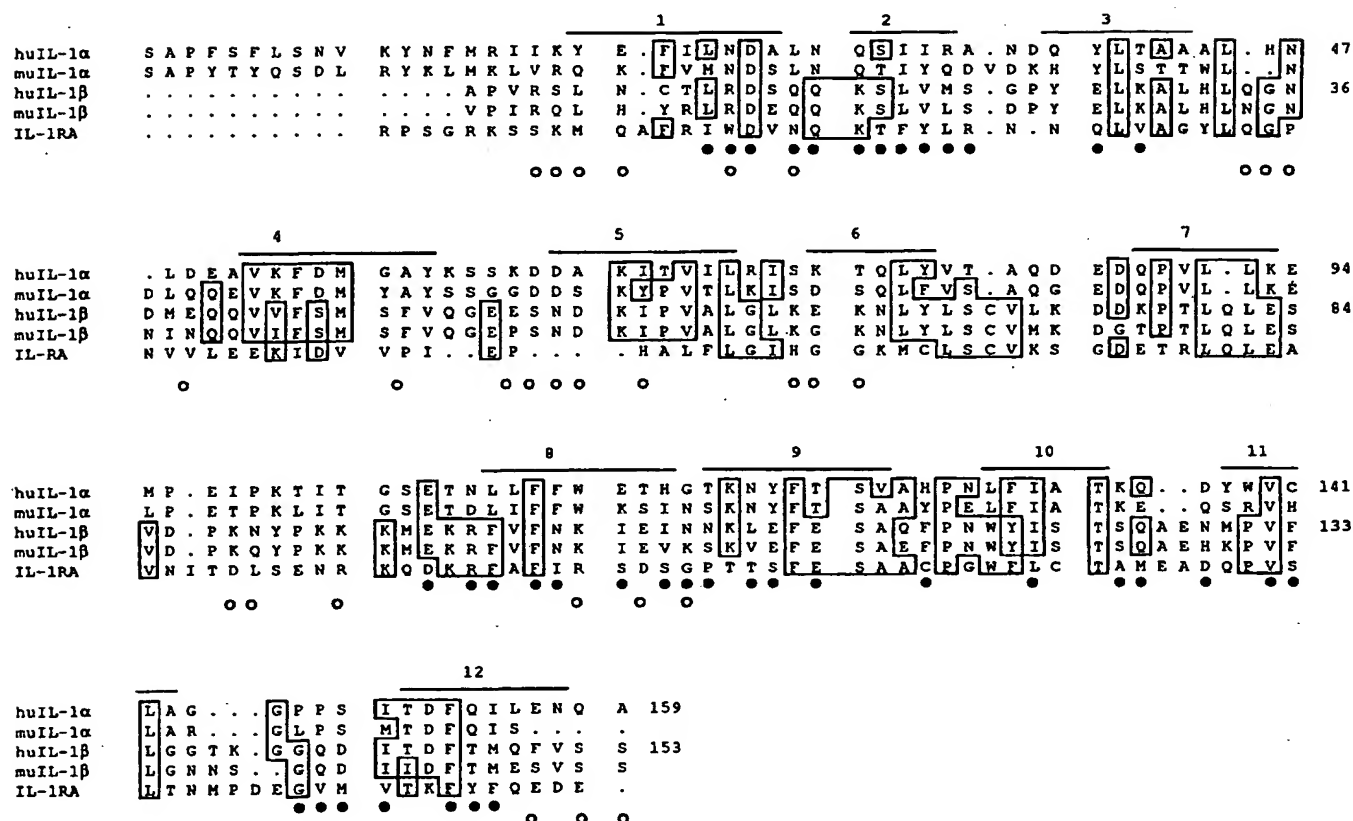 1 2 3
huIL-1α S A P F S F L S N V K Y N F M R I I K Y E . F I L N D A L N Q S I I R A . N D Q Y L T A A A L . H N 47
muIL-1α S A P Y T Y Q S D L R Y K L M K L V R Q K . F V M N D S L N Q T I Y Q D V D K H Y L S T T W L . . N
huIL-1β . . . . . . . . . . . . . . A P V R S L N . C T L R D S Q Q K S L V M S . G P Y E L K A L H L Q G N 36
muIL-1β . . . . . . . . . . . . . . V P I R Q L H . Y R L R D E Q Q K S L V L S . D P Y E L K A L H L N G N
IL-1RA . . . . . . . . . . R P S G R K S S K M Q A F R I W D V N Q K T F Y L R . N . N Q L V A G Y L Q G P
4 5 6 7
huIL-1α . L D E A V K F D M G A Y K S S K D D A K I T V I L R I S K T Q L Y V T . A Q D E D Q P V L . L K E 94
muIL-1α D L Q Q E V K F D M Y A Y S S G G D D S K Y P V T L K I S D S Q L F V S . A Q G E D Q P V L . L K E
huIL-1β D M E Q Q V V F S M S F V Q G E E S N D K I P V A L G L K E K N L Y L S C V L K D D K P T L Q L E S 84
muIL-1β N I N Q Q V I F S M S F V Q G E P S N D K I P V A L G L K G K N L Y L S C V M K D G T P T L Q L E S
IL-RA N V V L E E K I D V V P I . . E P . . . . H A L F L G I H G G K M C L S C V K S G D E T R L Q L E A
8 9 10 11
huIL-1α M P . E I P K T I T G S E T N L L F F W E T H G T K N Y F T S V A H P N L F I A T K Q . . D Y W V C 141
muIL-1α L P . E T P K L I T G S E T D L I F F W K S I N S K N Y F T S A A Y P E L F I A T K E . . Q S R V H
huIL-1β V D . P K N Y P K K K M E K R F V F N K I E I N N K L E F E S A Q F P N W Y I S T S Q A E N M P V F 133
muIL-1β V D . P K Q Y P K K K M E K R F V F N K I E V K S K V E F E S A E F P N W Y I S T S Q A E H K P V F
IL-1RA V N I T D L S E N R K Q D K R F A F I R S D S G P T T S F E S A A C P G W F L C T A M E A D Q P V S
12
huIL-1α L A G . . . G P P S I T D F Q I L E N Q A 159
muIL-1α L A R . . . G L P S M T D F Q I S . . . .
huIL-1β L G G T K . G G Q D I T D F T M Q F V S S 153
muIL-1β L G N N S . . G Q D I I D F T M E S V S S
IL-1RA L T N M P D E G V M V T K F Y F Q E D E .